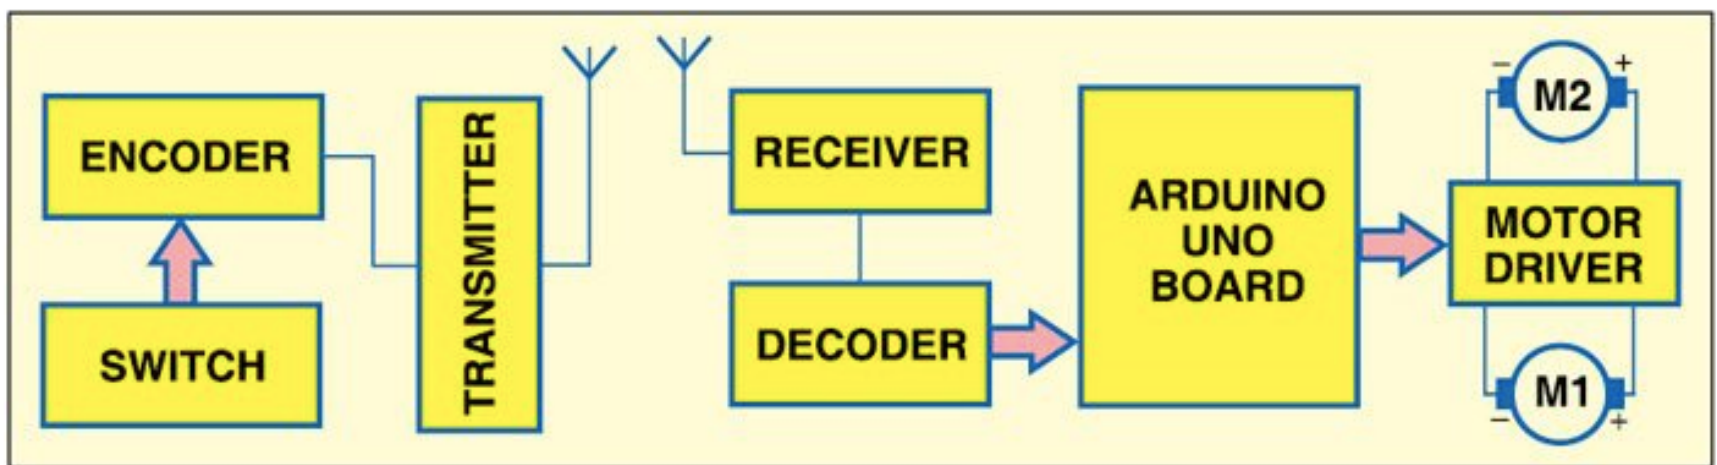 ENCODER
SWITCH
TRANSMITTER
RECEIVER
DECODER
ARDUINO
UNO
BOARD
− M2 +
MOTOR
DRIVER
M1
− +